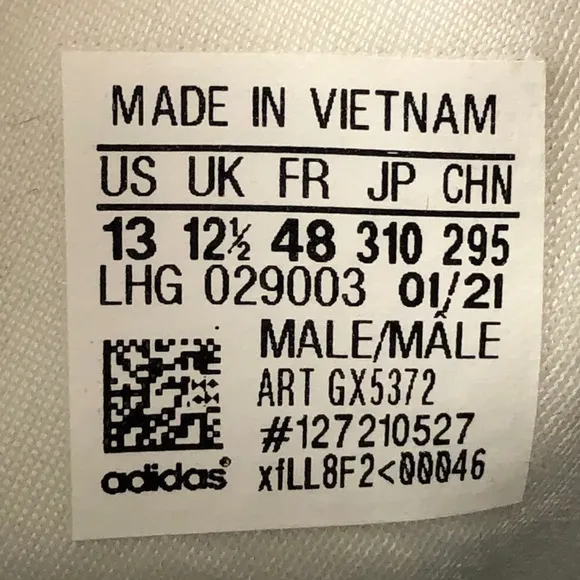 MADE IN VIETNAM
US UK FR JP CHN
13 12½ 48 310 295
LHG 029003 01/21
MALE/MÂLE
ART GX5372
#127210527
adidas® xfLL8F2<00046